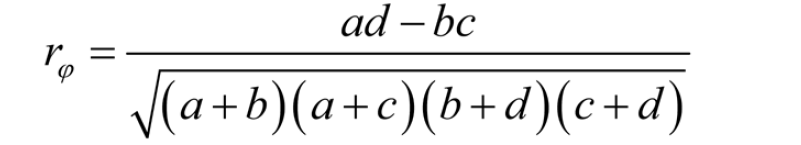 r_φ = (ad − bc) / √((a+b)(a+c)(b+d)(c+d))